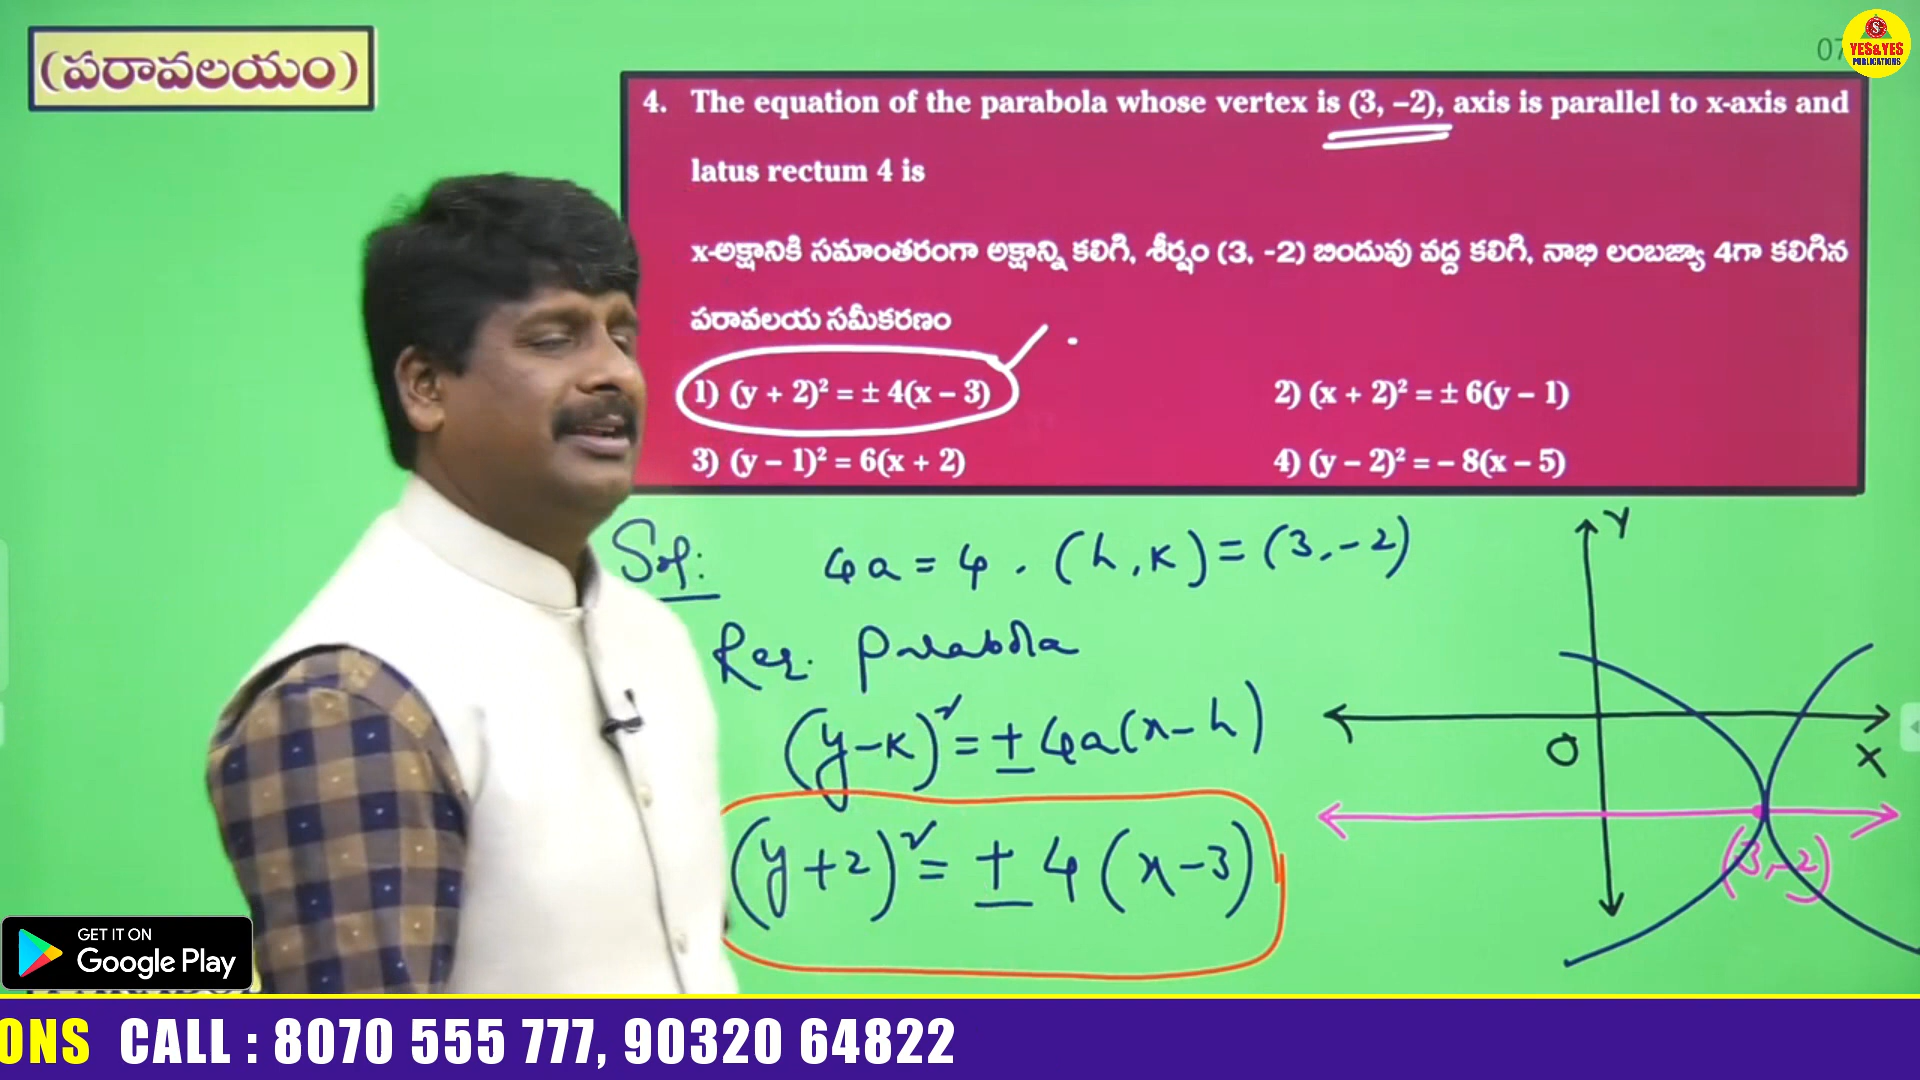 (పరావలయం)
07
YES&YES
PUBLICATIONS
4. The equation of the parabola whose vertex is (3, –2), axis is parallel to x-axis and
latus rectum 4 is
x-అక్షానికి సమాంతరంగా అక్షాన్ని కలిగి, శీర్షం (3, -2) బిందువు వద్ద కలిగి, నాభి లంబజ్యా 4గా కలిగిన
పరావలయ సమీకరణం
1) (y + 2)² = ± 4(x – 3)
2) (x + 2)² = ± 6(y – 1)
3) (y – 1)² = 6(x + 2)
4) (y – 2)² = – 8(x – 5)
Sol: 4a = 4 . (h, k) = (3, -2)
Req. Parabola
(y-k)² = ± 4a(x-h)
(y+2)² = ± 4(x-3)
Y
O
X
(3,-2)
GET IT ON
Google Play
ONS CALL : 8070 555 777, 90320 64822